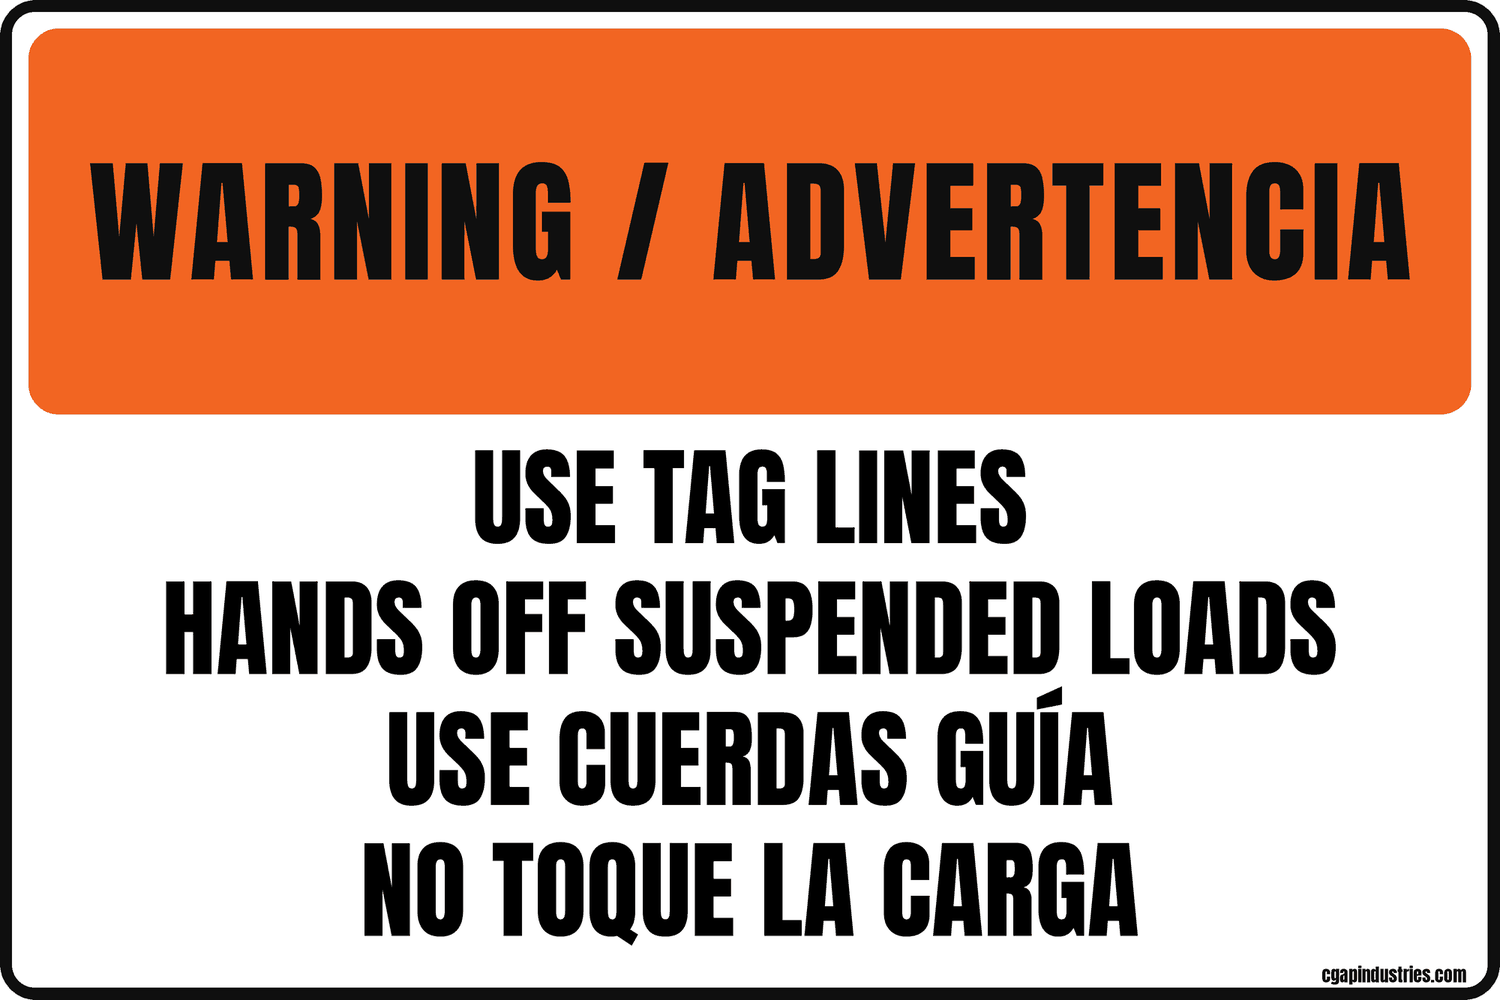 WARNING / ADVERTENCIA
USE TAG LINES
HANDS OFF SUSPENDED LOADS
USE CUERDAS GUÍA
NO TOQUE LA CARGA
cgapindustries.com